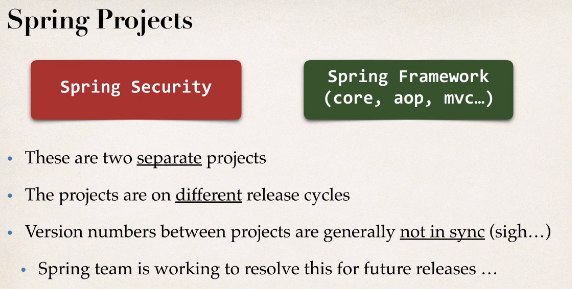 Spring Projects
Spring Security
Spring Framework
(core, aop, mvc…)
• These are two separate projects
• The projects are on different release cycles
• Version numbers between projects are generally not in sync (sigh…)
• Spring team is working to resolve this for future releases …